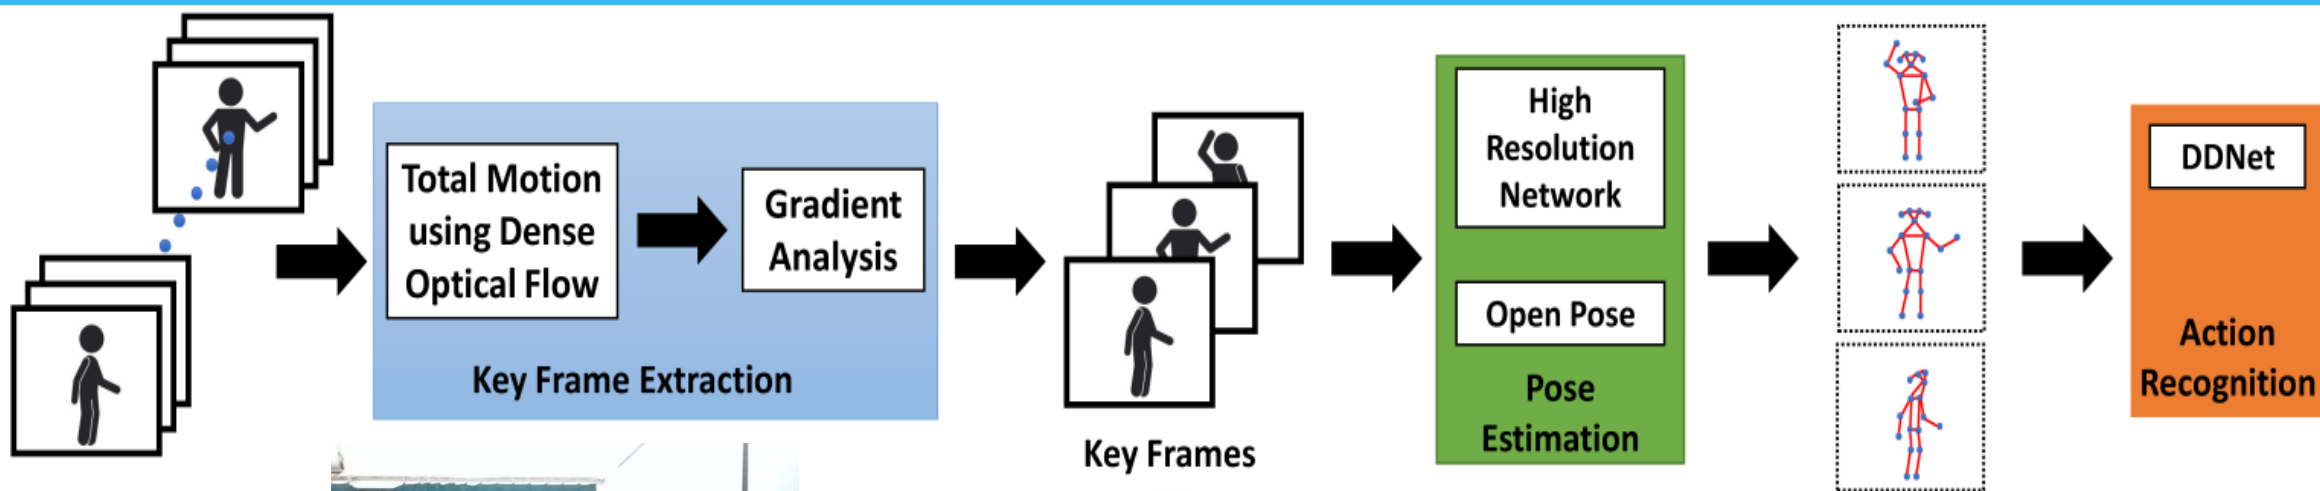 Total Motion
using Dense
Optical Flow
Gradient
Analysis
Key Frame Extraction
Key Frames
High
Resolution
Network
Open Pose
Pose
Estimation
DDNet
Action
Recognition